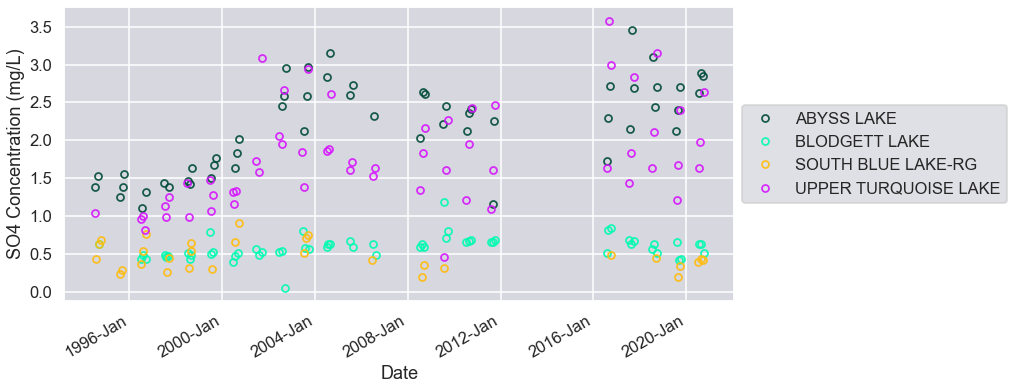 3.5
3.0
2.5
2.0
1.5
1.0
0.5
0.0
SO4 Concentration (mg/L)
1996-Jan
2000-Jan
2004-Jan
2008-Jan
2012-Jan
2016-Jan
2020-Jan
Date
ABYSS LAKE
BLODGETT LAKE
SOUTH BLUE LAKE-RG
UPPER TURQUOISE LAKE